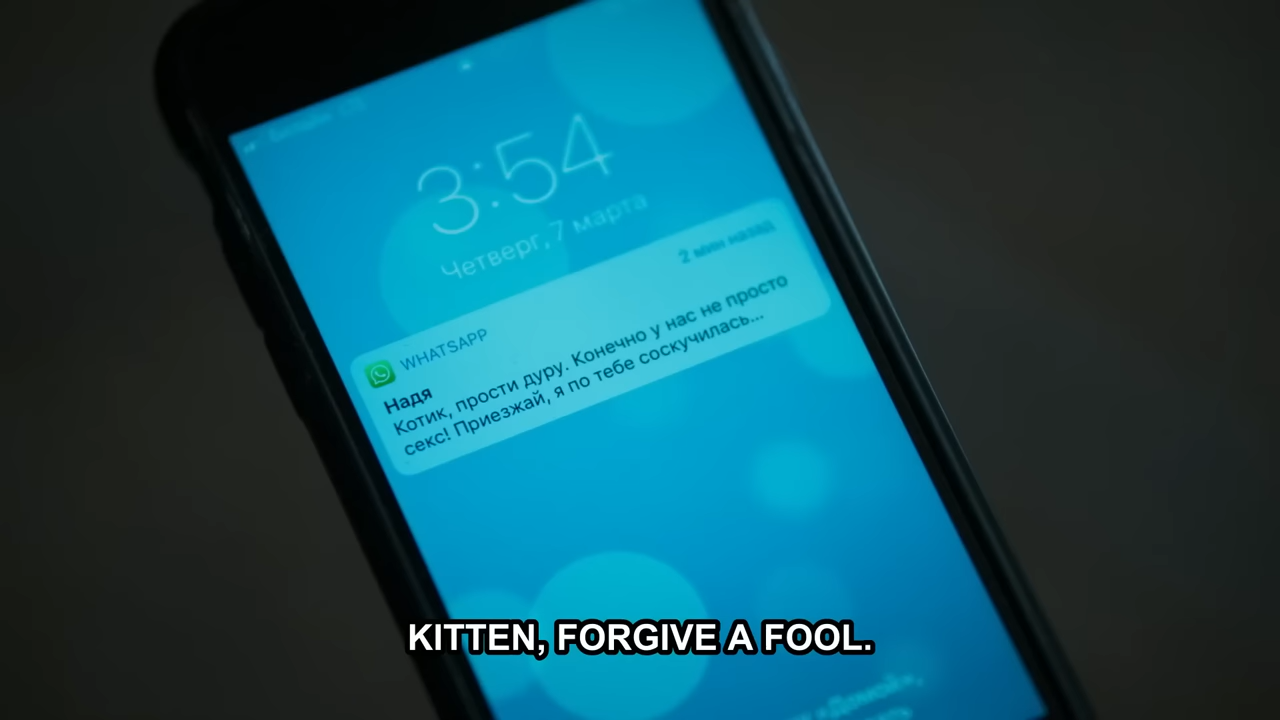 3:54
Четверг, 7 марта
WHATSAPP
2 мин назад
Надя
Котик, прости дуру. Конечно у нас не просто
секс! Приезжай, я по тебе соскучилась...
KITTEN, FORGIVE A FOOL.